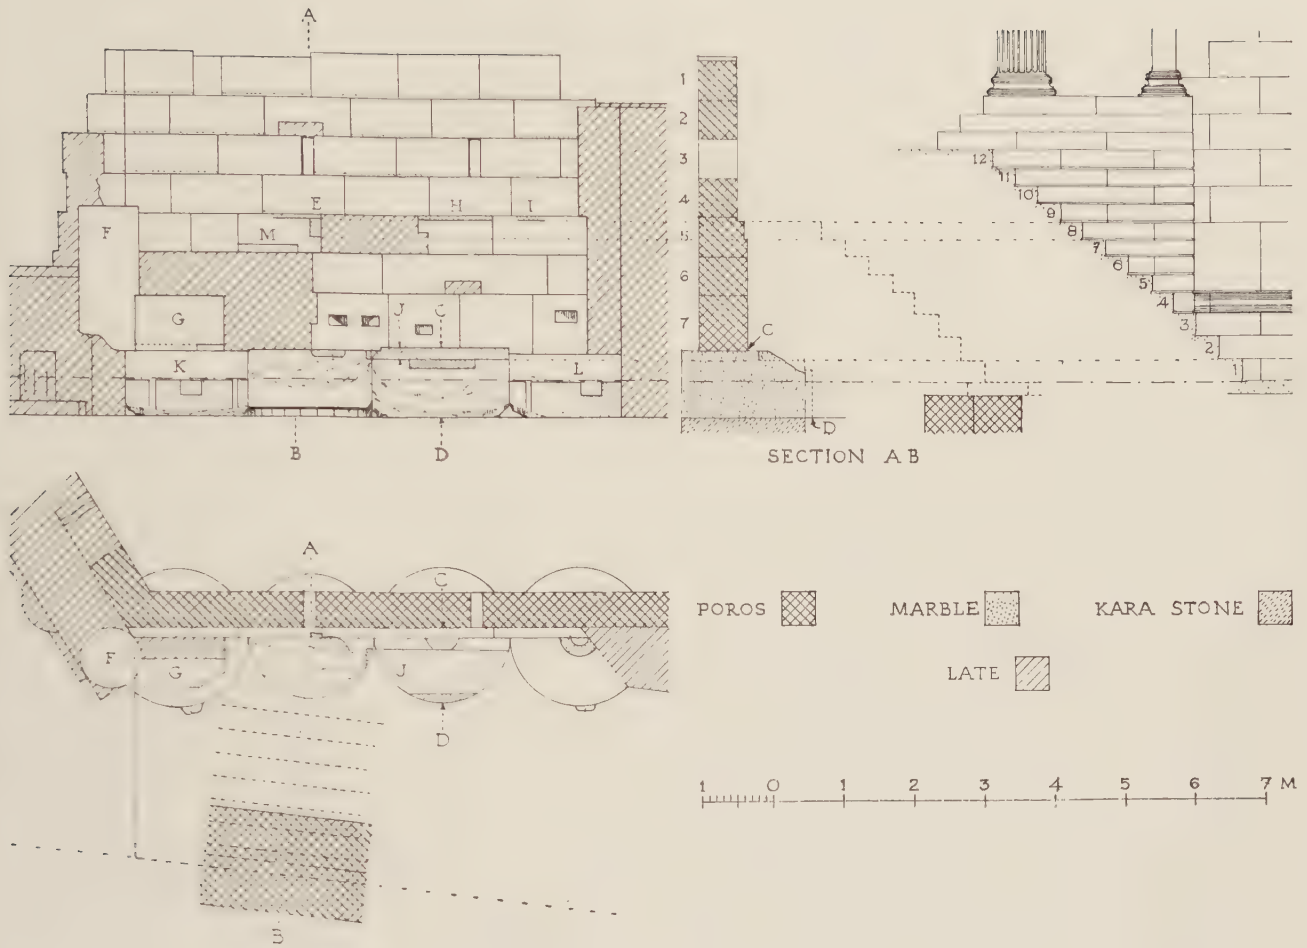 A
E H I
F M
G J C
K L
B D
1
2
3
4
5
6
7
C
D
12
11
10
9
8
7
6
5
4
3
2
1
SECTION AB
A
C
F G J
D
B
POROS MARBLE KARA STONE
LATE
1 0 1 2 3 4 5 6 7 M